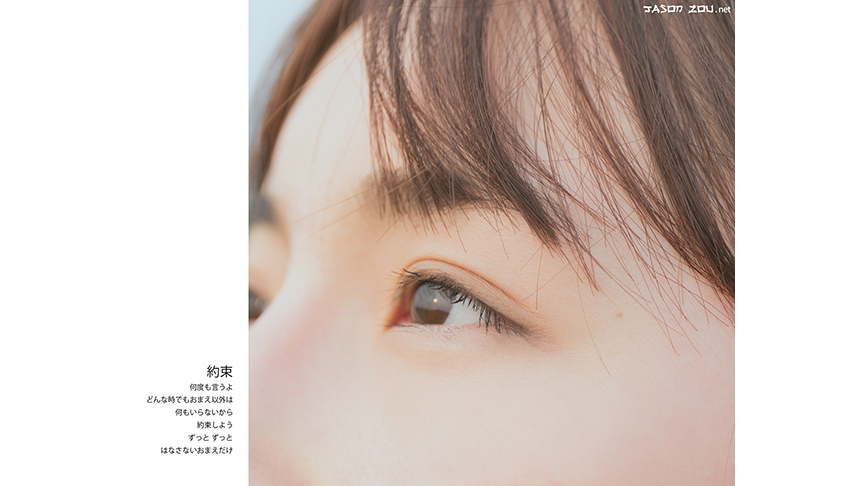 JASON ZOU.net
約束
何度も言うよ
どんな時でもおまえ以外は
何もいらないから
約束しよう
ずっと ずっと
はなさないおまえだけ